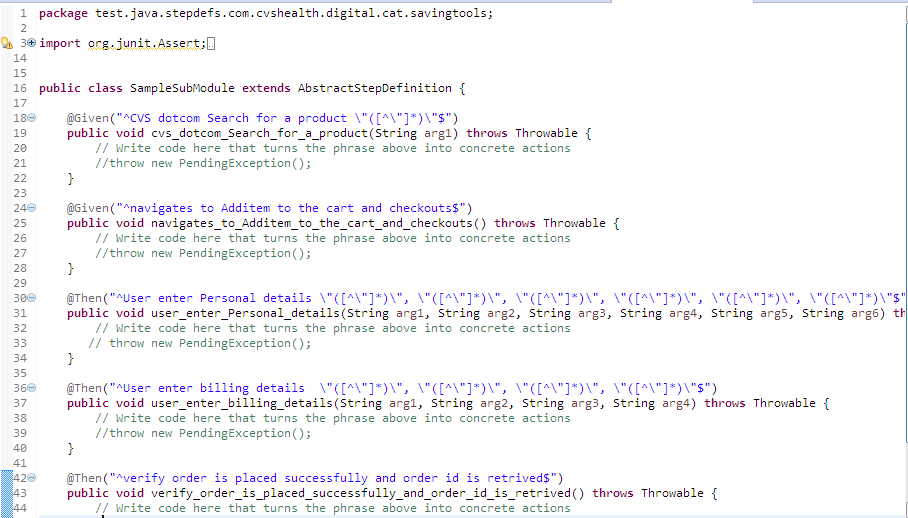 1 package test.java.stepdefs.com.cvshealth.digital.cat.savingtools;
2
3 import org.junit.Assert;
14
15
16 public class SampleSubModule extends AbstractStepDefinition {
17
18 @Given("^CVS dotcom Search for a product \"([^\"]*)\"$")
19 public void cvs_dotcom_Search_for_a_product(String arg1) throws Throwable {
20 // Write code here that turns the phrase above into concrete actions
21 //throw new PendingException();
22 }
23
24 @Given("^navigates to Additem to the cart and checkouts$")
25 public void navigates_to_Additem_to_the_cart_and_checkouts() throws Throwable {
26 // Write code here that turns the phrase above into concrete actions
27 //throw new PendingException();
28 }
29
30 @Then("^User enter Personal details \"([^\"]*)\", \"([^\"]*)\", \"([^\"]*)\", \"([^\"]*)\", \"([^\"]*)\", \"([^\"]*)\"$"
31 public void user_enter_Personal_details(String arg1, String arg2, String arg3, String arg4, String arg5, String arg6) th
32 // Write code here that turns the phrase above into concrete actions
33 // throw new PendingException();
34 }
35
36 @Then("^User enter billing details  \"([^\"]*)\", \"([^\"]*)\", \"([^\"]*)\", \"([^\"]*)\"$")
37 public void user_enter_billing_details(String arg1, String arg2, String arg3, String arg4) throws Throwable {
38 // Write code here that turns the phrase above into concrete actions
39 //throw new PendingException();
40 }
41
42 @Then("^verify order is placed successfully and order id is retrived$")
43 public void verify_order_is_placed_successfully_and_order_id_is_retrived() throws Throwable {
44 // Write code here that turns the phrase above into concrete actions